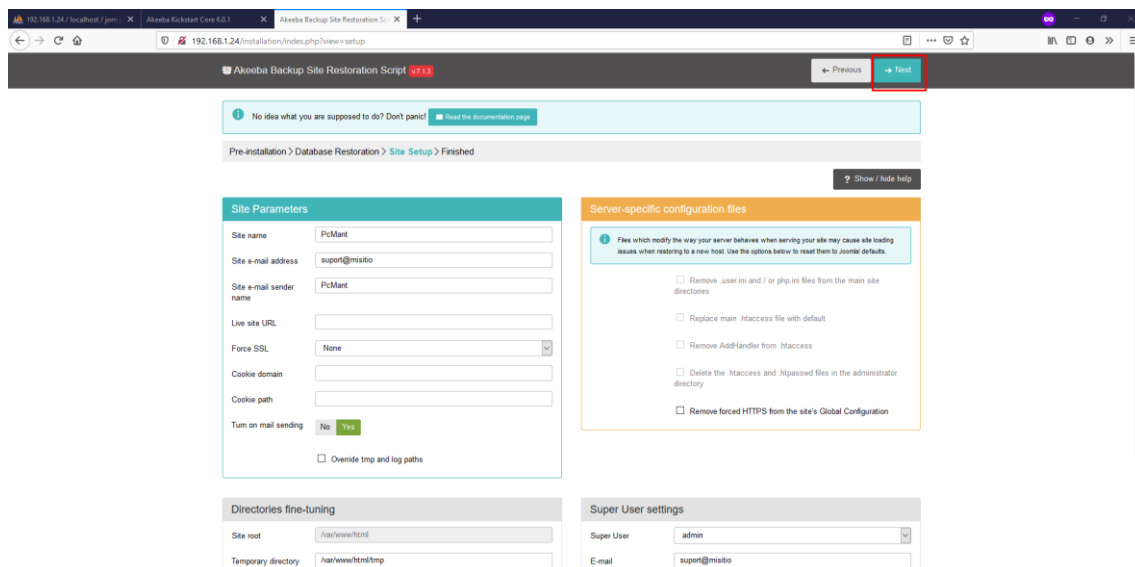 192.168.1.24 / localhost / jom
Akeeba Kickstart Core 6.0.1
Akeeba Backup Site Restoration Sc
192.168.1.24/installation/index.php?view=setup
Akeeba Backup Site Restoration Script v7.1.3
Previous
Next
No idea what you are supposed to do? Don't panic! Read the documentation page
Pre-installation > Database Restoration > Site Setup > Finished
? Show / hide help
Site Parameters
Site name PcMant
Site e-mail address suport@misitio
Site e-mail sender name PcMant
Live site URL
Force SSL None
Cookie domain
Cookie path
Turn on mail sending No Yes
Override tmp and log paths
Server-specific configuration files
Files which modify the way your server behaves when serving your site may cause site loading
issues when restoring to a new host. Use the options below to reset them to Joomla! defaults.
Remove .user.ini and / or php.ini files from the main site
directories
Replace main .htaccess file with default
Remove AddHandler from .htaccess
Delete the .htaccess and .htpasswd files in the administrator
directory
Remove forced HTTPS from the site's Global Configuration
Directories fine-tuning
Site root /var/www/html
Temporary directory /var/www/html/tmp
Super User settings
Super User admin
E-mail suport@misitio